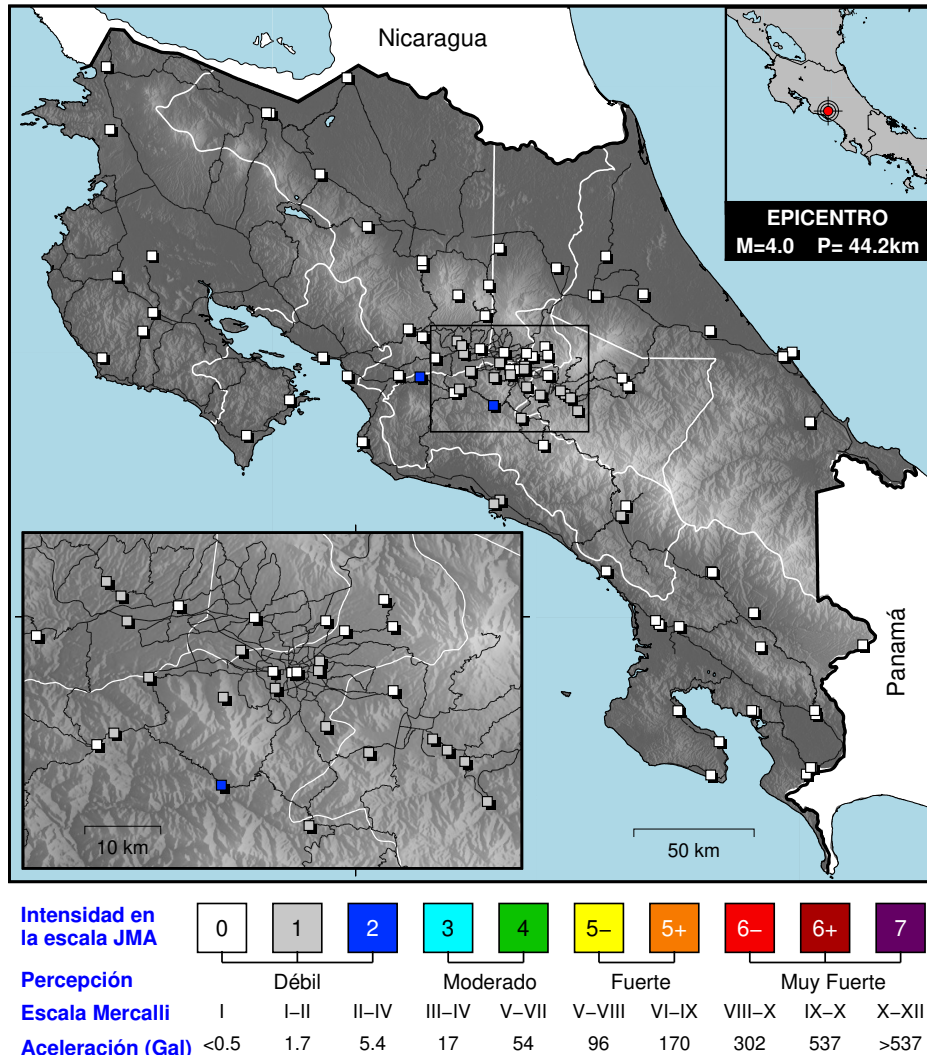 Nicaragua
EPICENTRO
M=4.0 P= 44.2km
Panamá
10 km
50 km
Intensidad en la escala JMA
0 1 2 3 4 5− 5+ 6− 6+ 7
Percepción Débil Moderado Fuerte Muy Fuerte
Escala Mercalli I I−II II−IV III−IV V−VII V−VIII VI−IX VIII−X IX−X X−XII
Aceleración (Gal) <0.5 1.7 5.4 17 54 96 170 302 537 >537